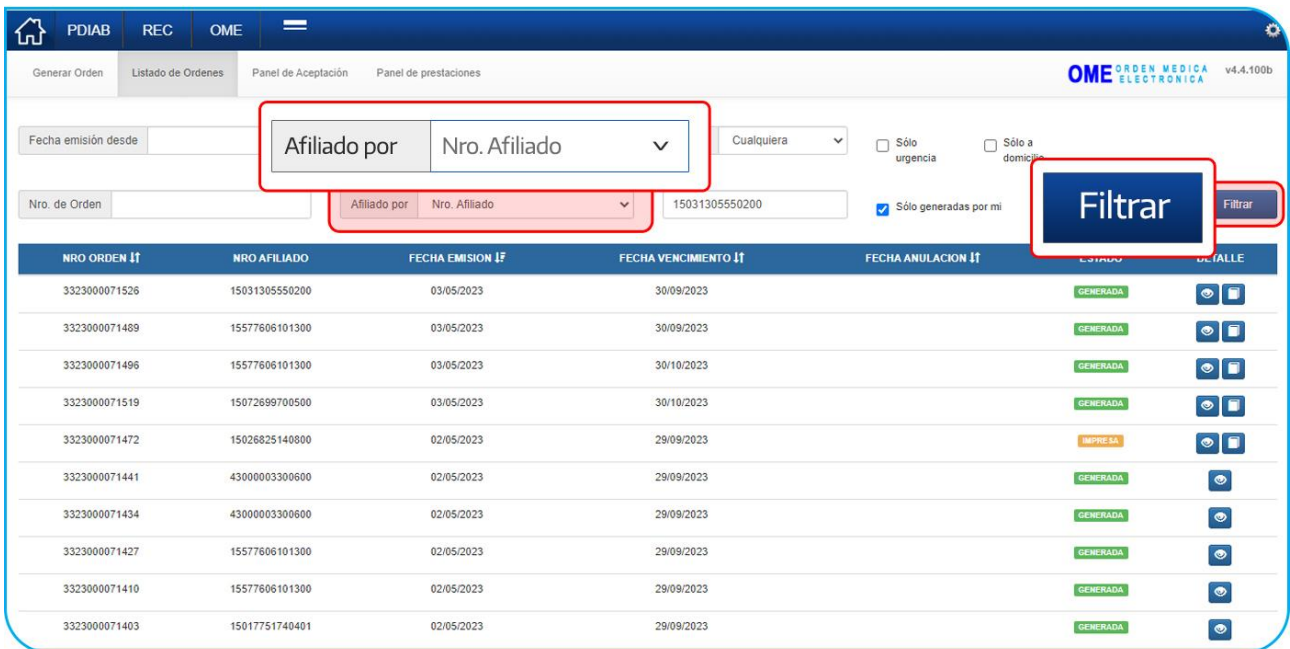 PDIAB REC OME
Generar Orden Listado de Ordenes Panel de Aceptación Panel de prestaciones OME ORDEN MEDICA ELECTRONICA v4.4.100b
Fecha emisión desde Cualquiera Sólo urgencia Sólo a domicilio
Afiliado por Nro. Afiliado
Nro. de Orden Afiliado por Nro. Afiliado 15031305550200 Sólo generadas por mi Filtrar Filtrar
NRO ORDEN NRO AFILIADO FECHA EMISION FECHA VENCIMIENTO FECHA ANULACION ESTADO DETALLE
3323000071526 15031305550200 03/05/2023 30/09/2023 GENERADA
3323000071489 15577606101300 03/05/2023 30/09/2023 GENERADA
3323000071496 15577606101300 03/05/2023 30/10/2023 GENERADA
3323000071519 15072699700500 03/05/2023 30/10/2023 GENERADA
3323000071472 15026825140800 02/05/2023 29/09/2023 IMPRESA
3323000071441 43000003300600 02/05/2023 29/09/2023 GENERADA
3323000071434 43000003300600 02/05/2023 29/09/2023 GENERADA
3323000071427 15577606101300 02/05/2023 29/09/2023 GENERADA
3323000071410 15577606101300 02/05/2023 29/09/2023 GENERADA
3323000071403 15017751740401 02/05/2023 29/09/2023 GENERADA